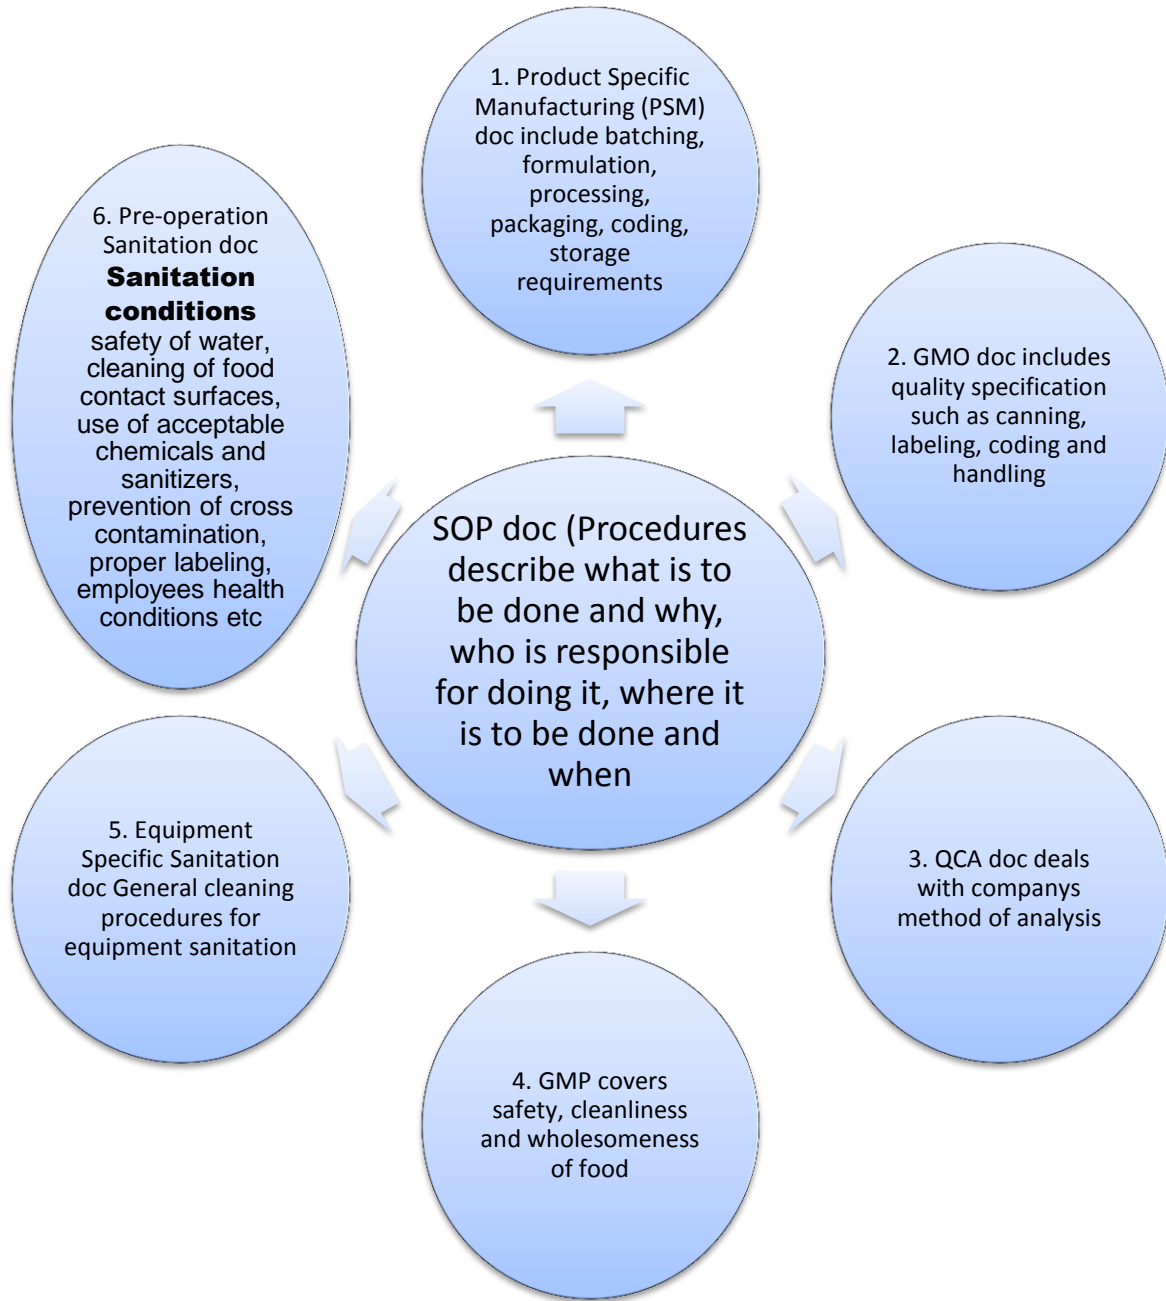 1. Product Specific
Manufacturing (PSM)
doc include batching,
formulation,
processing,
packaging, coding,
storage
requirements
2. GMO doc includes
quality specification
such as canning,
labeling, coding and
handling
3. QCA doc deals
with companys
method of analysis
4. GMP covers
safety, cleanliness
and wholesomeness
of food
5. Equipment
Specific Sanitation
doc General cleaning
procedures for
equipment sanitation
6. Pre-operation
Sanitation doc
Sanitation
conditions
safety of water,
cleaning of food
contact surfaces,
use of acceptable
chemicals and
sanitizers,
prevention of cross
contamination,
proper labeling,
employees health
conditions etc
SOP doc (Procedures
describe what is to
be done and why,
who is responsible
for doing it, where it
is to be done and
when